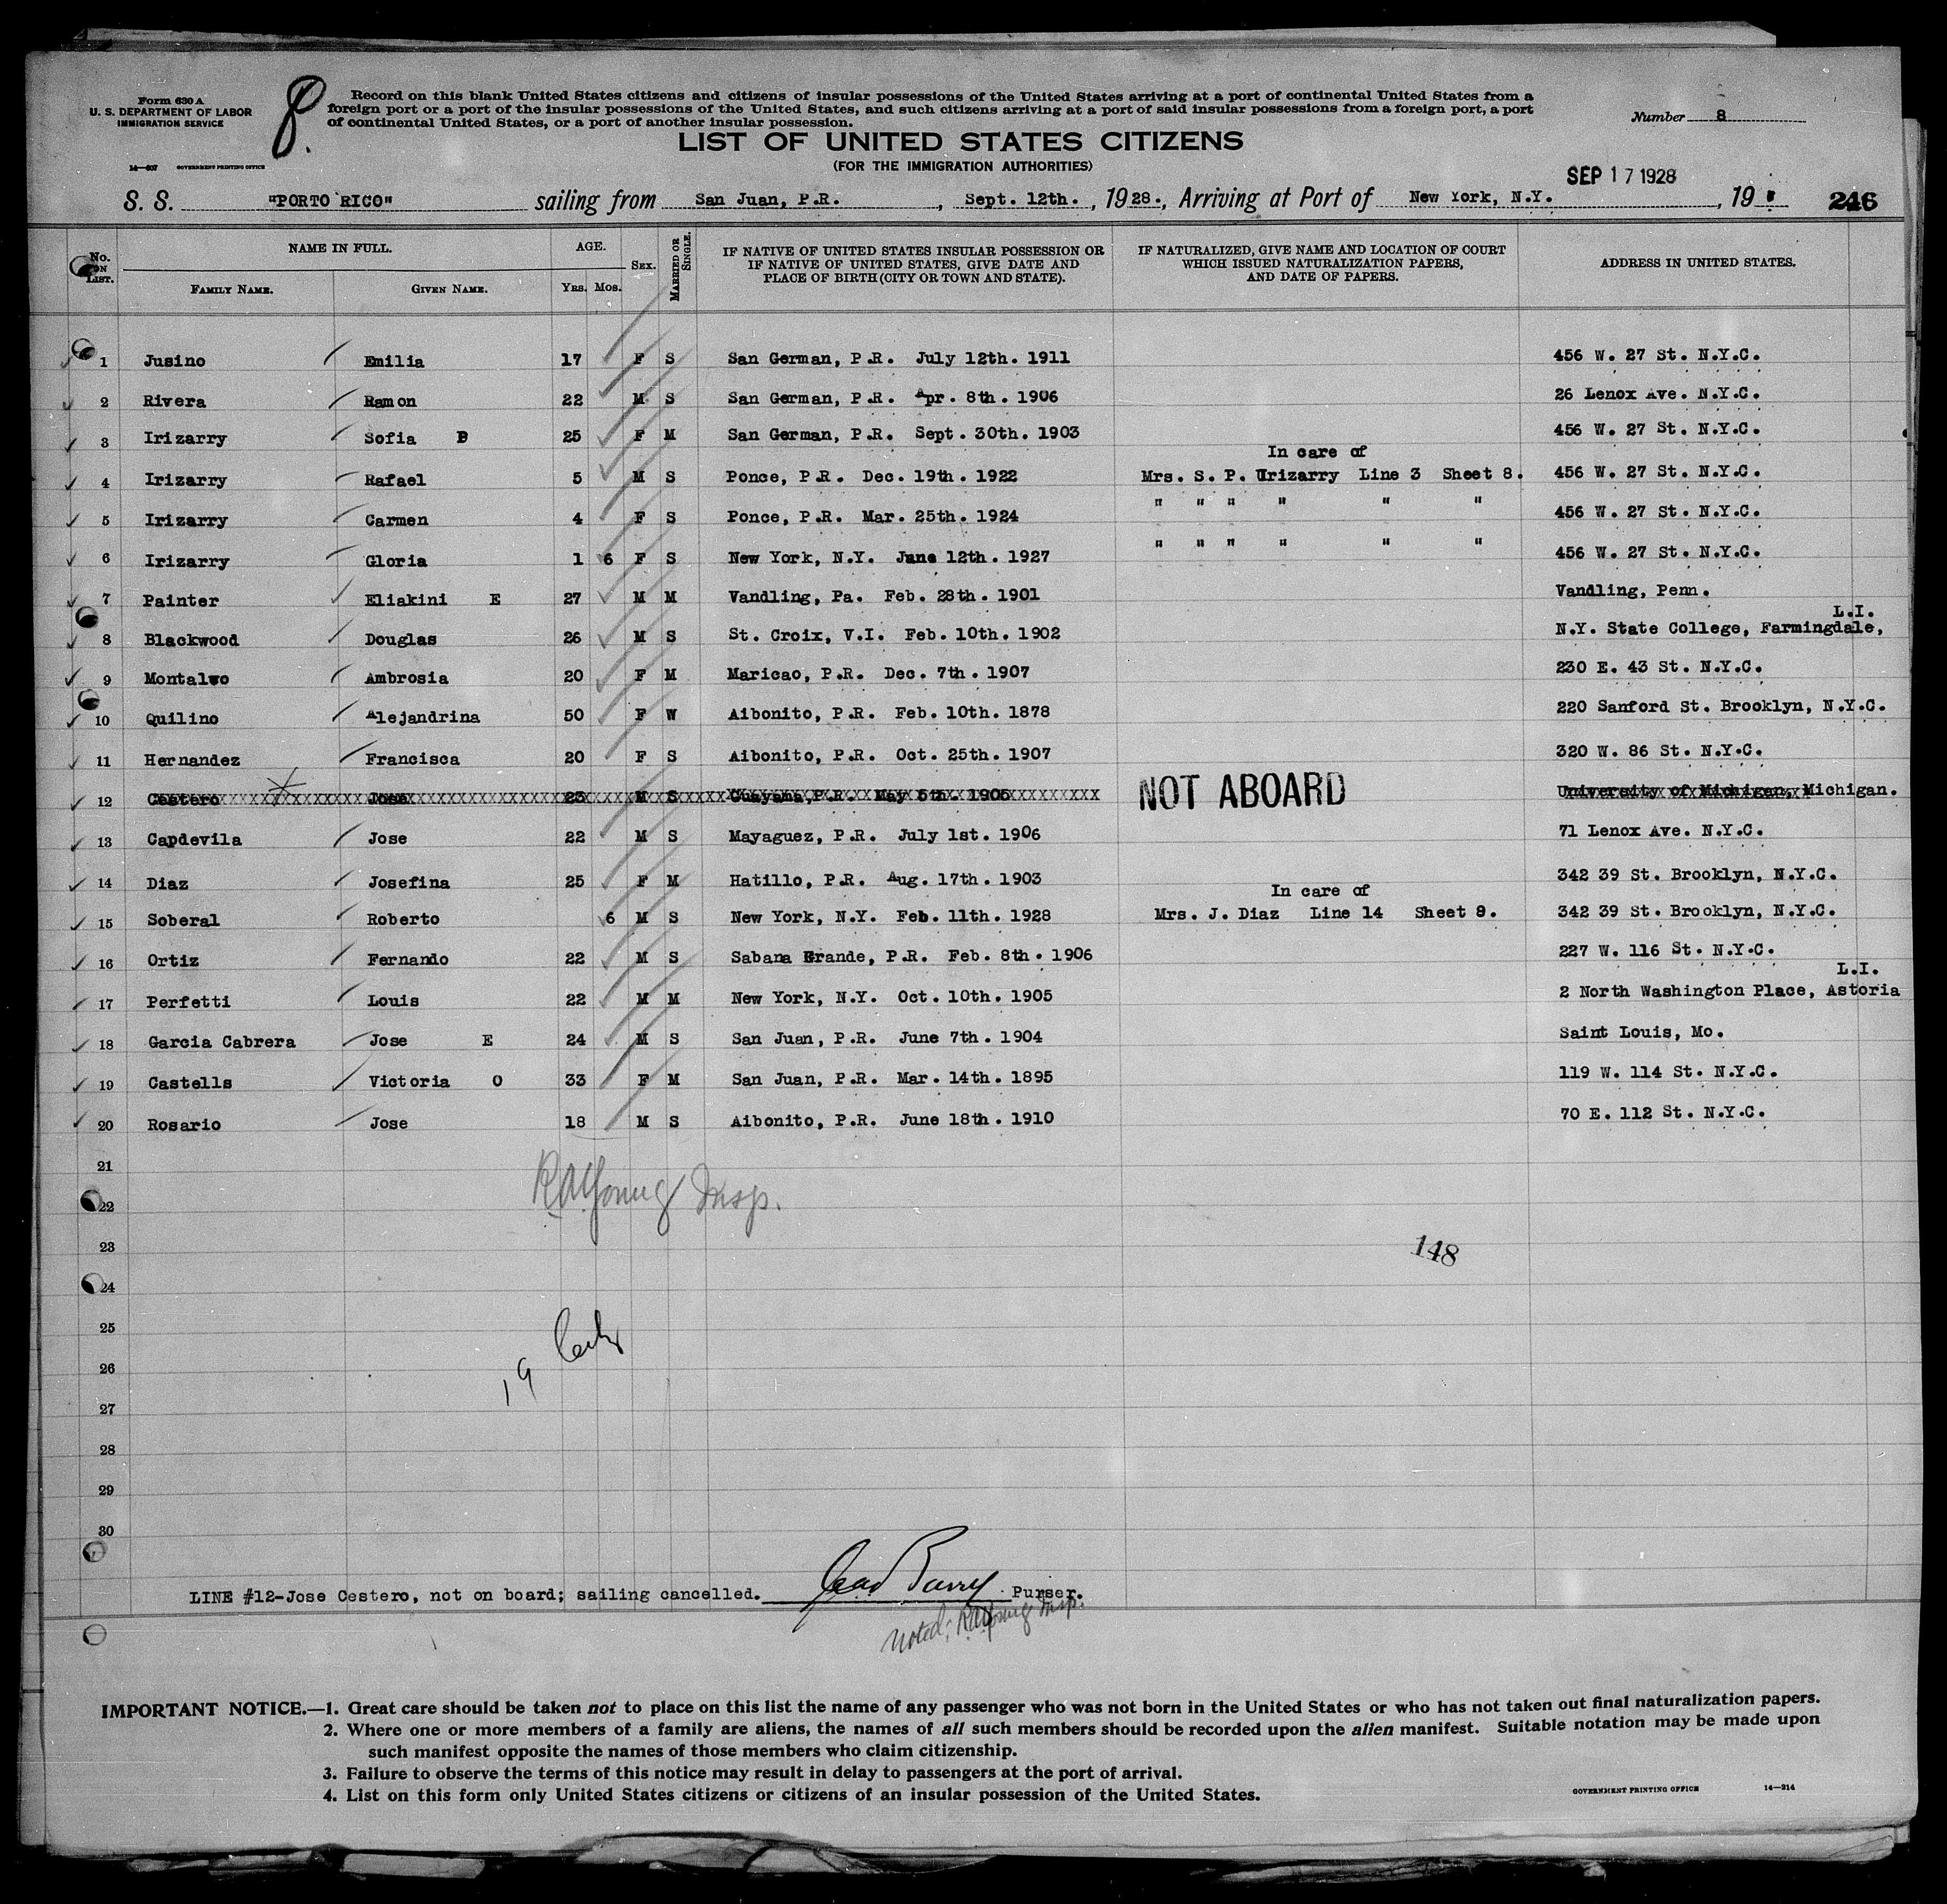 Form 630 A
U. S. DEPARTMENT OF LABOR
IMMIGRATION SERVICE
14—607 GOVERNMENT PRINTING OFFICE
8.
Record on this blank United States citizens and citizens of insular possessions of the United States arriving at a port of continental United States from a
foreign port or a port of the insular possessions of the United States, and such citizens arriving at a port of said insular possessions from a foreign port, a port
of continental United States, or a port of another insular possession.
Number 8
LIST OF UNITED STATES CITIZENS
(FOR THE IMMIGRATION AUTHORITIES)
SEP 17 1928
S. S. "PORTO RICO" sailing from San Juan, P.R. , Sept. 12th. , 1928., Arriving at Port of New York, N.Y. , 19 246
No. ON LIST. NAME IN FULL. AGE. SEX. MARRIED OR SINGLE. IF NATIVE OF UNITED STATES INSULAR POSSESSION OR IF NATIVE OF UNITED STATES, GIVE DATE AND PLACE OF BIRTH (CITY OR TOWN AND STATE). IF NATURALIZED, GIVE NAME AND LOCATION OF COURT WHICH ISSUED NATURALIZATION PAPERS, AND DATE OF PAPERS. ADDRESS IN UNITED STATES.
FAMILY NAME. GIVEN NAME. YRS. MOS.
1 Jusino Emilia 17 F S San German, P.R. July 12th. 1911 456 W. 27 St. N.Y.C.
2 Rivera Ramon 22 M S San German, P.R. Apr. 8th. 1906 26 Lenox Ave. N.Y.C.
3 Irizarry Sofia 25 F M San German, P.R. Sept. 30th. 1903 456 W. 27 St. N.Y.C.
In care of
4 Irizarry Rafael 5 M S Ponce, P.R. Dec. 19th. 1922 Mrs. S. P. Urizarry Line 3 Sheet 8. 456 W. 27 St. N.Y.C.
5 Irizarry Carmen 4 F S Ponce, P.R. Mar. 25th. 1924 " " " " " " 456 W. 27 St. N.Y.C.
6 Irizarry Gloria 1 6 F S New York, N.Y. June 12th. 1927 " " " " " " 456 W. 27 St. N.Y.C.
7 Painter Eliakini E 27 M M Vandling, Pa. Feb. 28th. 1901 Vandling, Penn.
L.I.
8 Blackwood Douglas 26 M S St. Croix, V.I. Feb. 10th. 1902 N.Y. State College, Farmingdale,
9 Montalvo Ambrosia 20 F M Maricao, P.R. Dec. 7th. 1907 230 E. 43 St. N.Y.C.
10 Quilino Alejandrina 50 F W Aibonito, P.R. Feb. 10th. 1878 220 Sanford St. Brooklyn, N.Y.C.
11 Hernandez Francisca 20 F S Aibonito, P.R. Oct. 25th. 1907 320 W. 86 St. N.Y.C.
12 Cestero Jose 23 M S Guayama, P.R. May 5th. 1905 NOT ABOARD University of Michigan, Michigan.
13 Capdevila Jose 22 M S Mayaguez, P.R. July 1st. 1906 71 Lenox Ave. N.Y.C.
14 Diaz Josefina 25 F M Hatillo, P.R. Aug. 17th. 1903 342 39 St. Brooklyn, N.Y.C.
In care of
15 Soberal Roberto 6 M S New York, N.Y. Feb. 11th. 1928 Mrs. J. Diaz Line 14 Sheet 8. 342 39 St. Brooklyn, N.Y.C.
16 Ortiz Fernando 22 M S Sabana Grande, P.R. Feb. 8th. 1906 227 W. 116 St. N.Y.C.
L.I.
17 Perfetti Louis 22 M M New York, N.Y. Oct. 10th. 1905 2 North Washington Place, Astoria
18 Garcia Cabrera Jose E 24 M S San Juan, P.R. June 7th. 1904 Saint Louis, Mo.
19 Castells Victoria O 33 F M San Juan, P.R. Mar. 14th. 1895 119 W. 114 St. N.Y.C.
20 Rosario Jose 18 M S Aibonito, P.R. June 18th. 1910 70 E. 112 St. N.Y.C.
21
R.A. Young Insp.
22
23
148
24
25
26
19
27
28
29
30
LINE #12-Jose Cestero, not on board; sailing cancelled. Barry Purser.
Noted; R.A. Young Insp.
IMPORTANT NOTICE.—1. Great care should be taken not to place on this list the name of any passenger who was not born in the United States or who has not taken out final naturalization papers.
2. Where one or more members of a family are aliens, the names of all such members should be recorded upon the alien manifest. Suitable notation may be made upon
such manifest opposite the names of those members who claim citizenship.
3. Failure to observe the terms of this notice may result in delay to passengers at the port of arrival.
4. List on this form only United States citizens or citizens of an insular possession of the United States.
GOVERNMENT PRINTING OFFICE 14—214